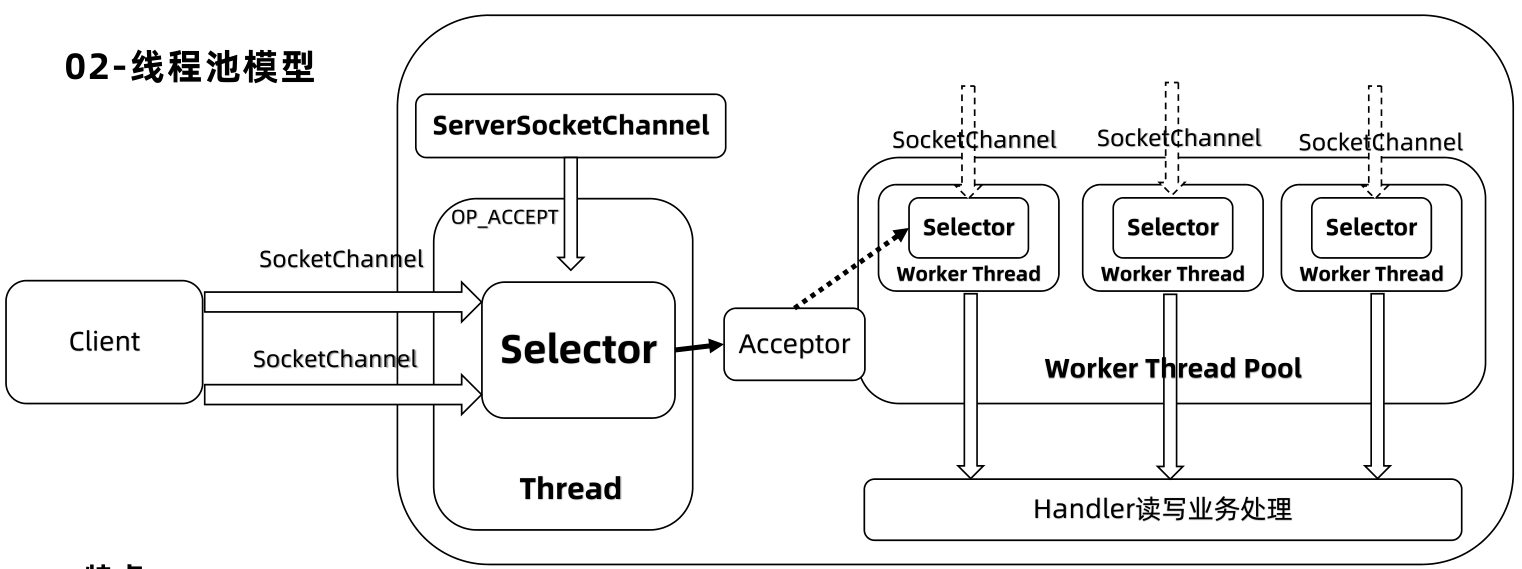 02-线程池模型
ServerSocketChannel
SocketChannel
SocketChannel
SocketChannel
OP_ACCEPT
Selector
Selector
Selector
SocketChannel
Worker Thread
Worker Thread
Worker Thread
Client
Selector
Acceptor
SocketChannel
Worker Thread Pool
Thread
Handler读写业务处理